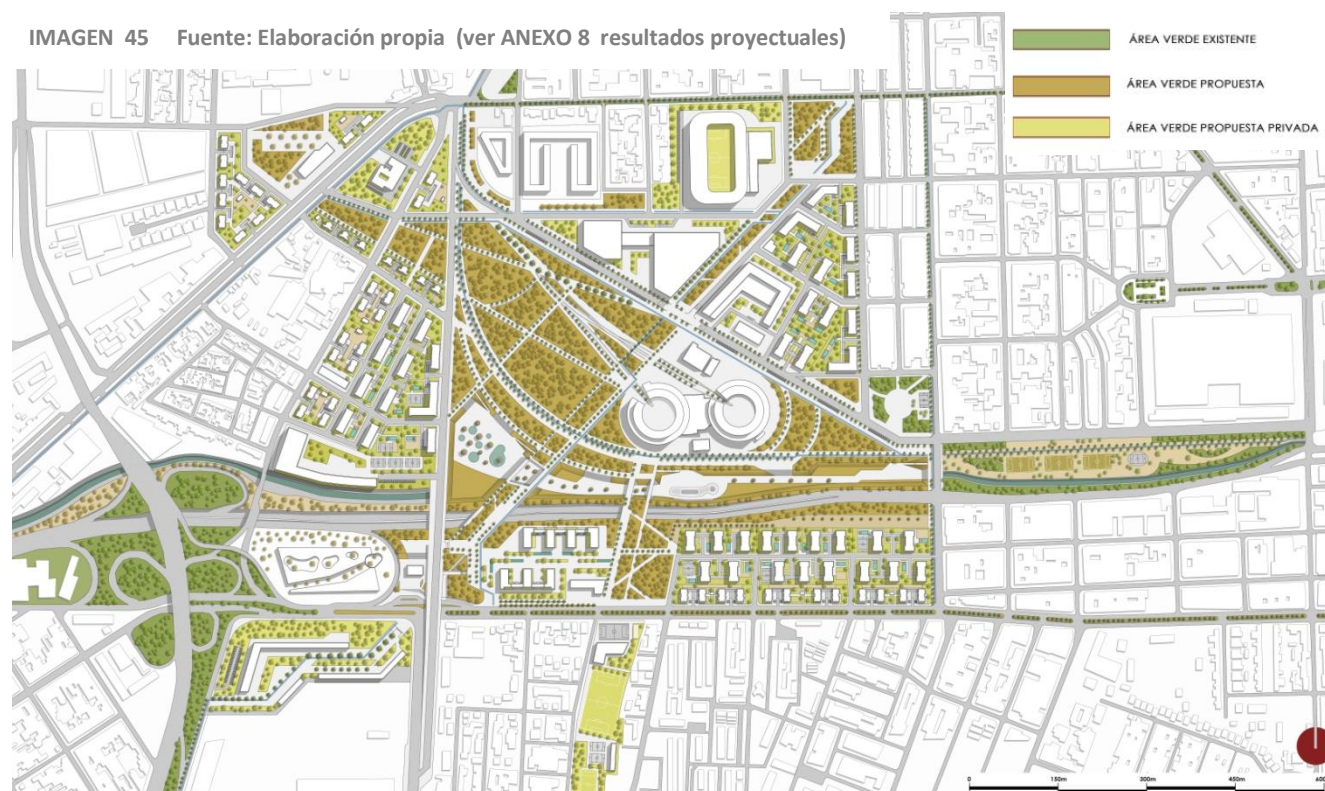 IMAGEN 45 Fuente: Elaboración propia (ver ANEXO 8 resultados proyectuales)
ÁREA VERDE EXISTENTE
ÁREA VERDE PROPUESTA
ÁREA VERDE PROPUESTA PRIVADA
0 150m 300m 450m 600